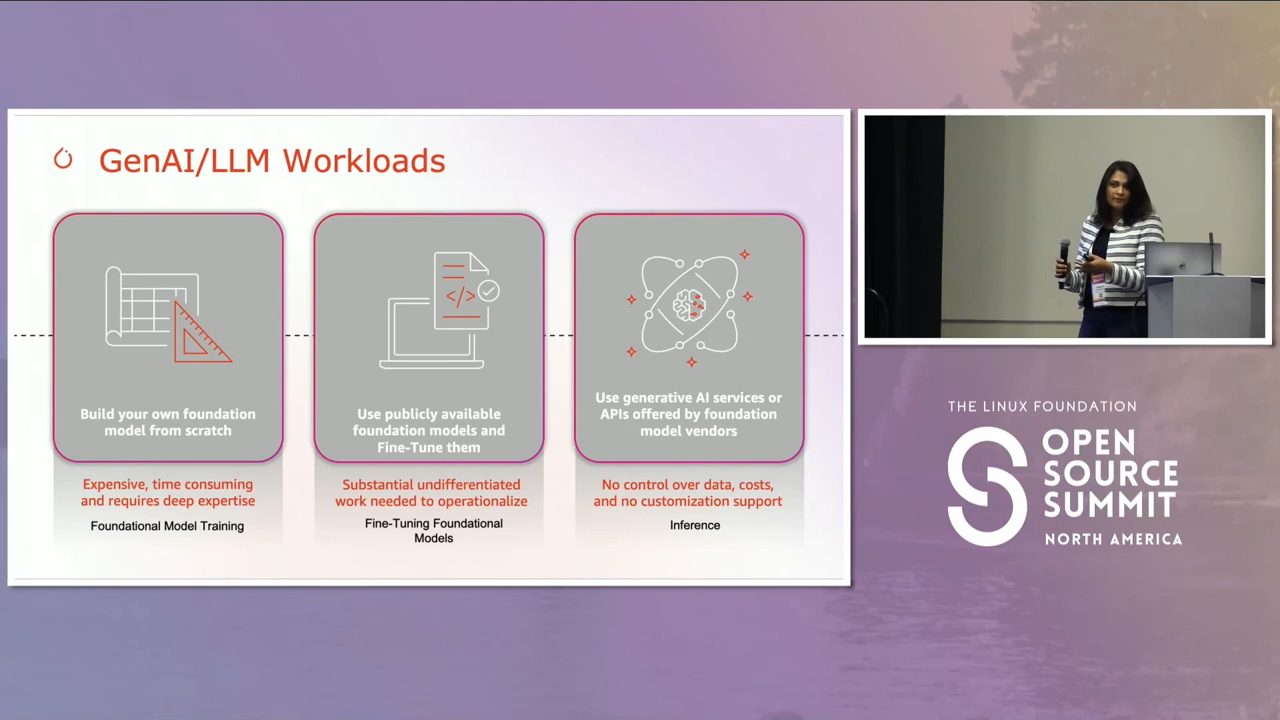 GenAI/LLM Workloads
Build your own foundation
model from scratch
Expensive, time consuming
and requires deep expertise
Foundational Model Training
</>
Use publicly available
foundation models and
Fine-Tune them
Substantial undifferentiated
work needed to operationalize
Fine-Tuning Foundational
Models
Use generative AI services or
APIs offered by foundation
model vendors
No control over data, costs,
and no customization support
Inference
THE LINUX FOUNDATION
OPEN
SOURCE
SUMMIT
NORTH AMERICA